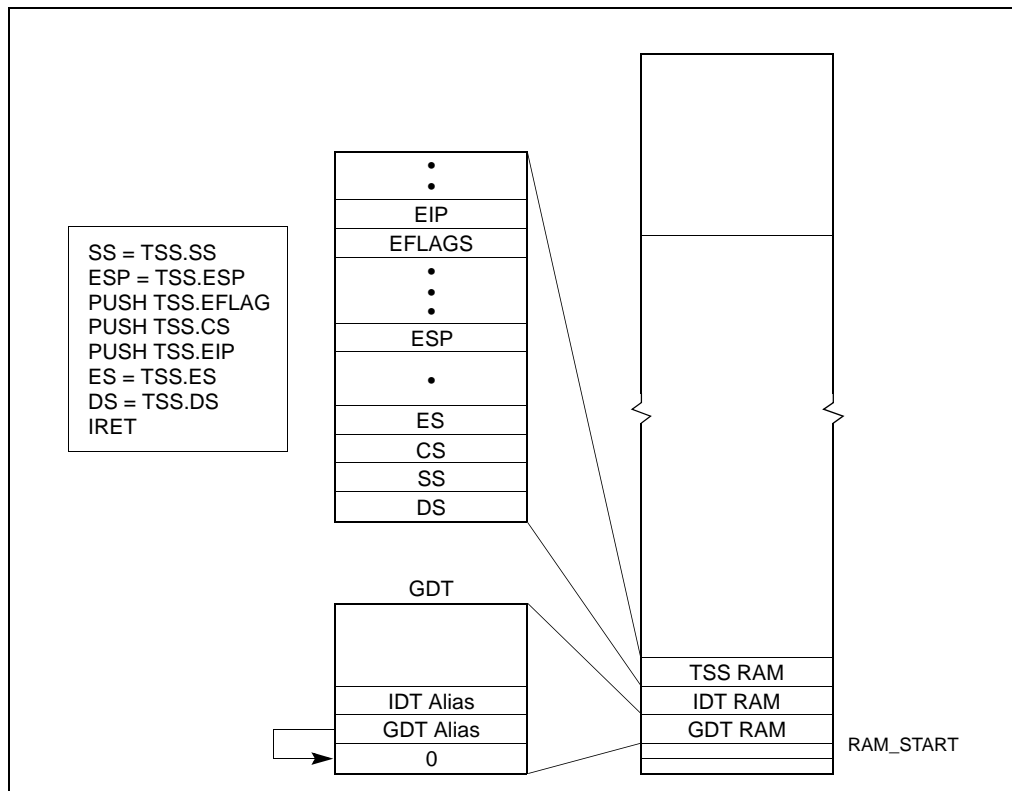 SS = TSS.SS
ESP = TSS.ESP
PUSH TSS.EFLAG
PUSH TSS.CS
PUSH TSS.EIP
ES = TSS.ES
DS = TSS.DS
IRET
EIP
EFLAGS
ESP
ES
CS
SS
DS
GDT
IDT Alias
GDT Alias
0
TSS RAM
IDT RAM
GDT RAM
RAM_START